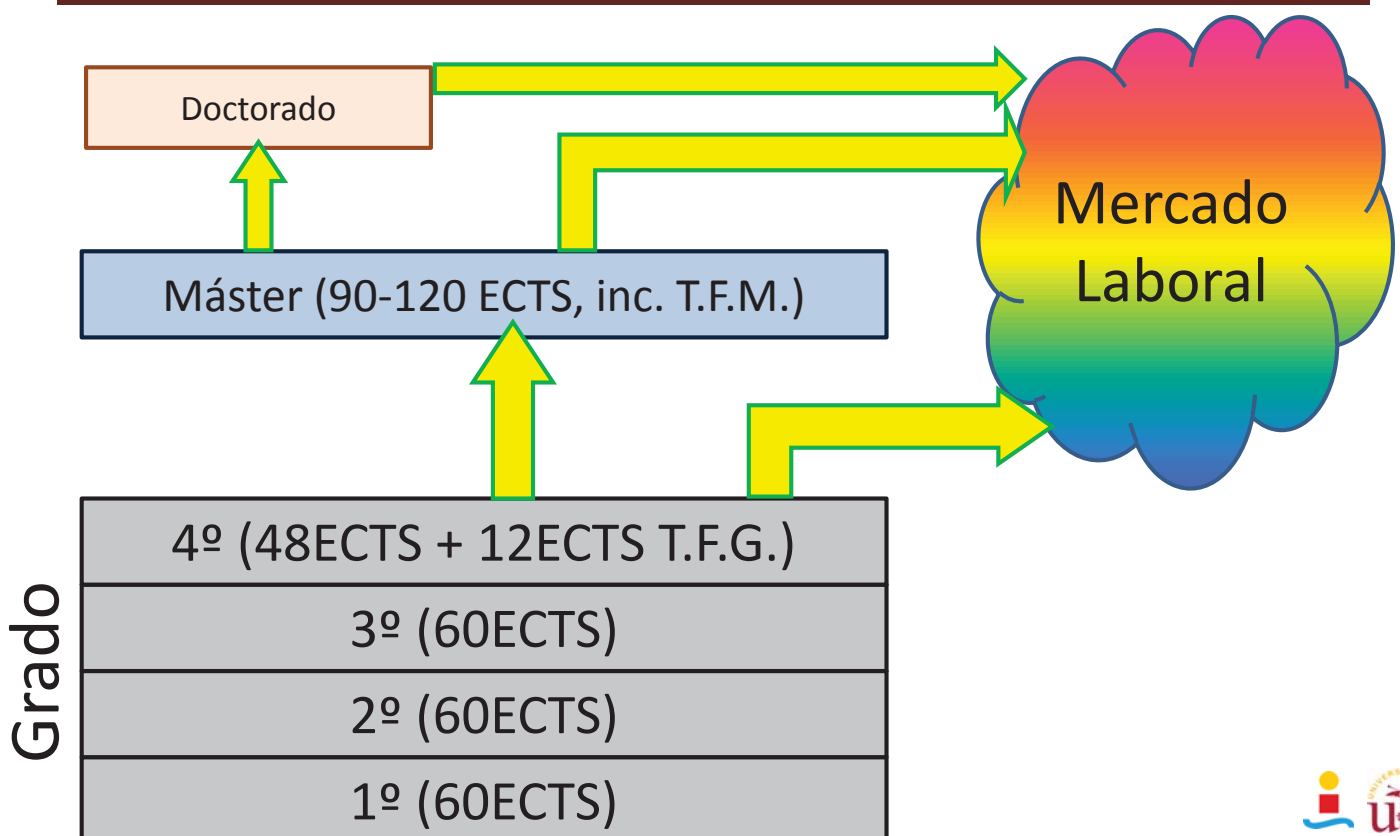 Doctorado
Mercado
Laboral
Máster (90-120 ECTS, inc. T.F.M.)
4º (48ECTS + 12ECTS T.F.G.)
Grado
3º (60ECTS)
2º (60ECTS)
1º (60ECTS)